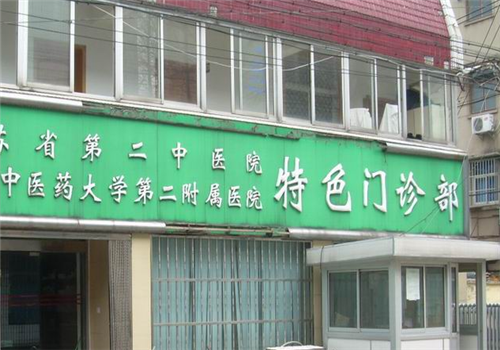 苏省第二中医院
中医药大学第二附属医院
特色门诊部